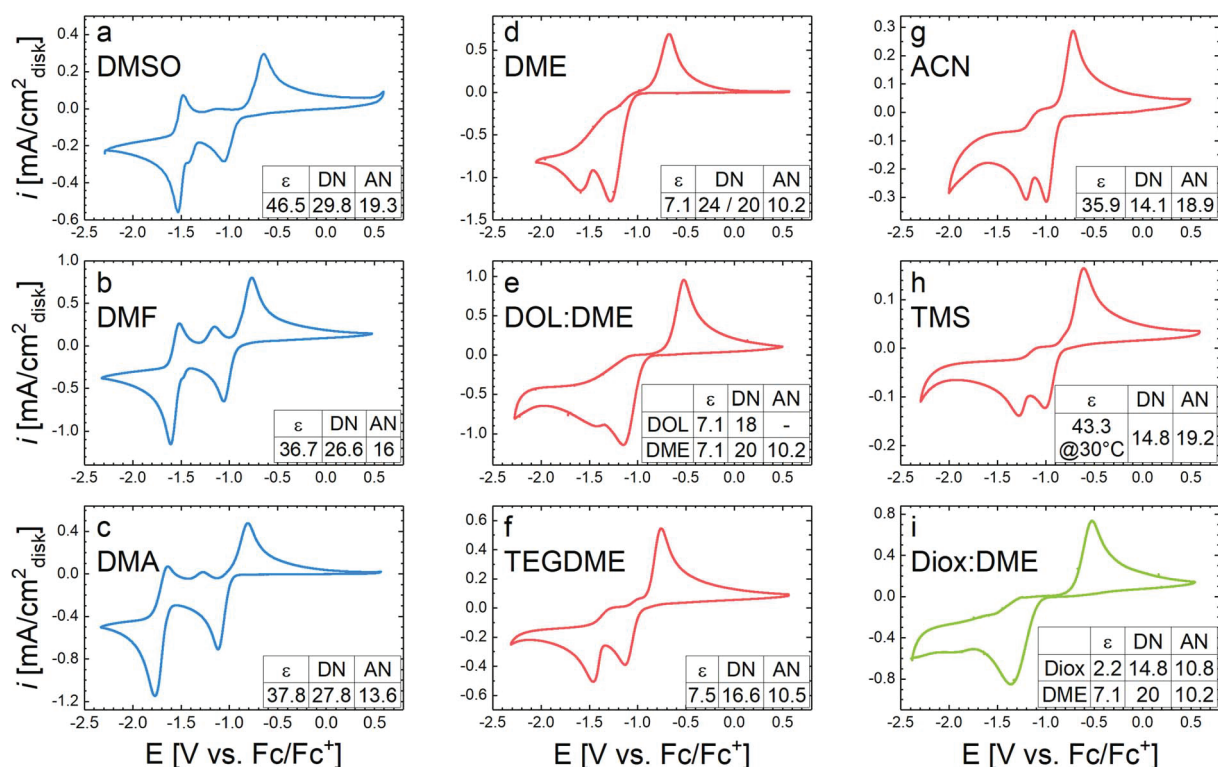 a
DMSO
i [mA/cm²disk]
0.4
0.2
0.0
-0.2
-0.4
-0.6
-2.5 -2.0 -1.5 -1.0 -0.5 0.0 0.5
ε DN AN
46.5 29.8 19.3
d
DME
0.5
0.0
-0.5
-1.0
-1.5
-2.5 -2.0 -1.5 -1.0 -0.5 0.0 0.5
ε DN AN
7.1 24 / 20 10.2
g
ACN
0.3
0.2
0.1
0.0
-0.1
-0.2
-0.3
-2.5 -2.0 -1.5 -1.0 -0.5 0.0 0.5
ε DN AN
35.9 14.1 18.9
b
DMF
i [mA/cm²disk]
1.0
0.5
0.0
-0.5
-1.0
-2.5 -2.0 -1.5 -1.0 -0.5 0.0 0.5
ε DN AN
36.7 26.6 16
e
DOL:DME
1.0
0.5
0.0
-0.5
-1.0
-2.5 -2.0 -1.5 -1.0 -0.5 0.0 0.5
ε DN AN
DOL 7.1 18 -
DME 7.1 20 10.2
h
TMS
0.1
0.0
-0.1
-0.2
-2.5 -2.0 -1.5 -1.0 -0.5 0.0 0.5
ε DN AN
43.3
@30°C 14.8 19.2
c
DMA
i [mA/cm²disk]
0.4
0.0
-0.4
-0.8
-1.2
-2.5 -2.0 -1.5 -1.0 -0.5 0.0 0.5
ε DN AN
37.8 27.8 13.6
E [V vs. Fc/Fc⁺]
f
TEGDME
0.6
0.4
0.2
0.0
-0.2
-0.4
-0.6
-2.5 -2.0 -1.5 -1.0 -0.5 0.0 0.5
ε DN AN
7.5 16.6 10.5
E [V vs. Fc/Fc⁺]
i
Diox:DME
0.8
0.4
0.0
-0.4
-0.8
-2.5 -2.0 -1.5 -1.0 -0.5 0.0 0.5
ε DN AN
Diox 2.2 14.8 10.8
DME 7.1 20 10.2
E [V vs. Fc/Fc⁺]